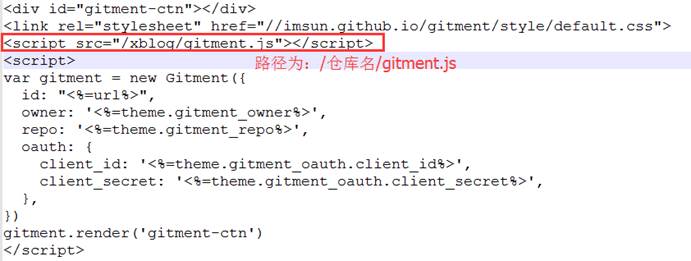 <div id="gitment-ctn"></div>
<link rel="stylesheet" href="//imsun.github.io/gitment/style/default.css">
<script src="/xblog/gitment.js"></script>
<script>
路径为：/仓库名/gitment.js
var gitment = new Gitment({
  id: "<%=url%>",
  owner: '<%=theme.gitment_owner%>',
  repo: '<%=theme.gitment_repo%>',
  oauth: {
    client_id: '<%=theme.gitment_oauth.client_id%>',
    client_secret: '<%=theme.gitment_oauth.client_secret%>',
  },
})
gitment.render('gitment-ctn')
</script>